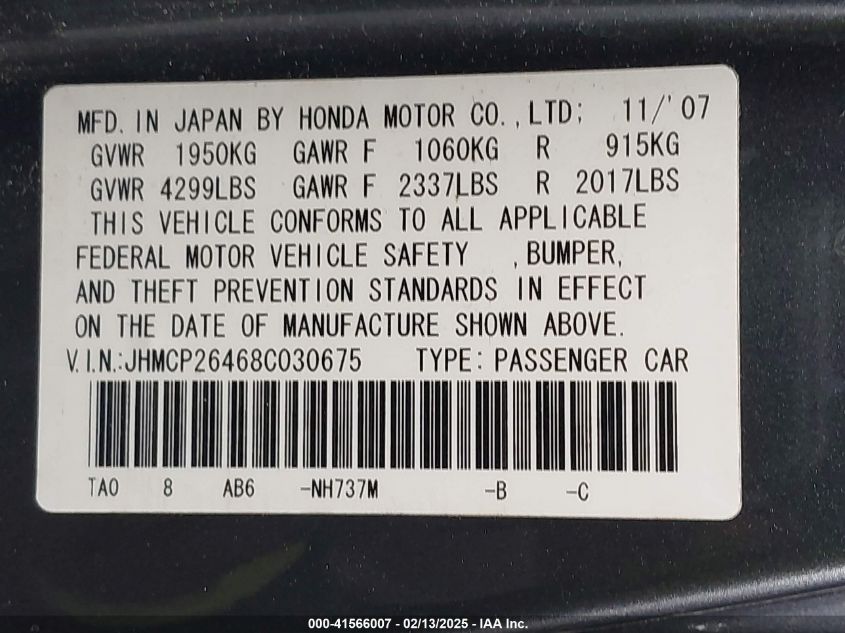 MFD. IN JAPAN BY HONDA MOTOR CO., LTD; 11/'07
GVWR 1950KG GAWR F 1060KG R 915KG
GVWR 4299LBS GAWR F 2337LBS R 2017LBS
THIS VEHICLE CONFORMS TO ALL APPLICABLE
FEDERAL MOTOR VEHICLE SAFETY , BUMPER,
AND THEFT PREVENTION STANDARDS IN EFFECT
ON THE DATE OF MANUFACTURE SHOWN ABOVE.
V.I.N.:JHMCP26468C030675 TYPE: PASSENGER CAR
TA0 8 AB6 -NH737M -B -C
000-41566007 - 02/13/2025 - IAA Inc.